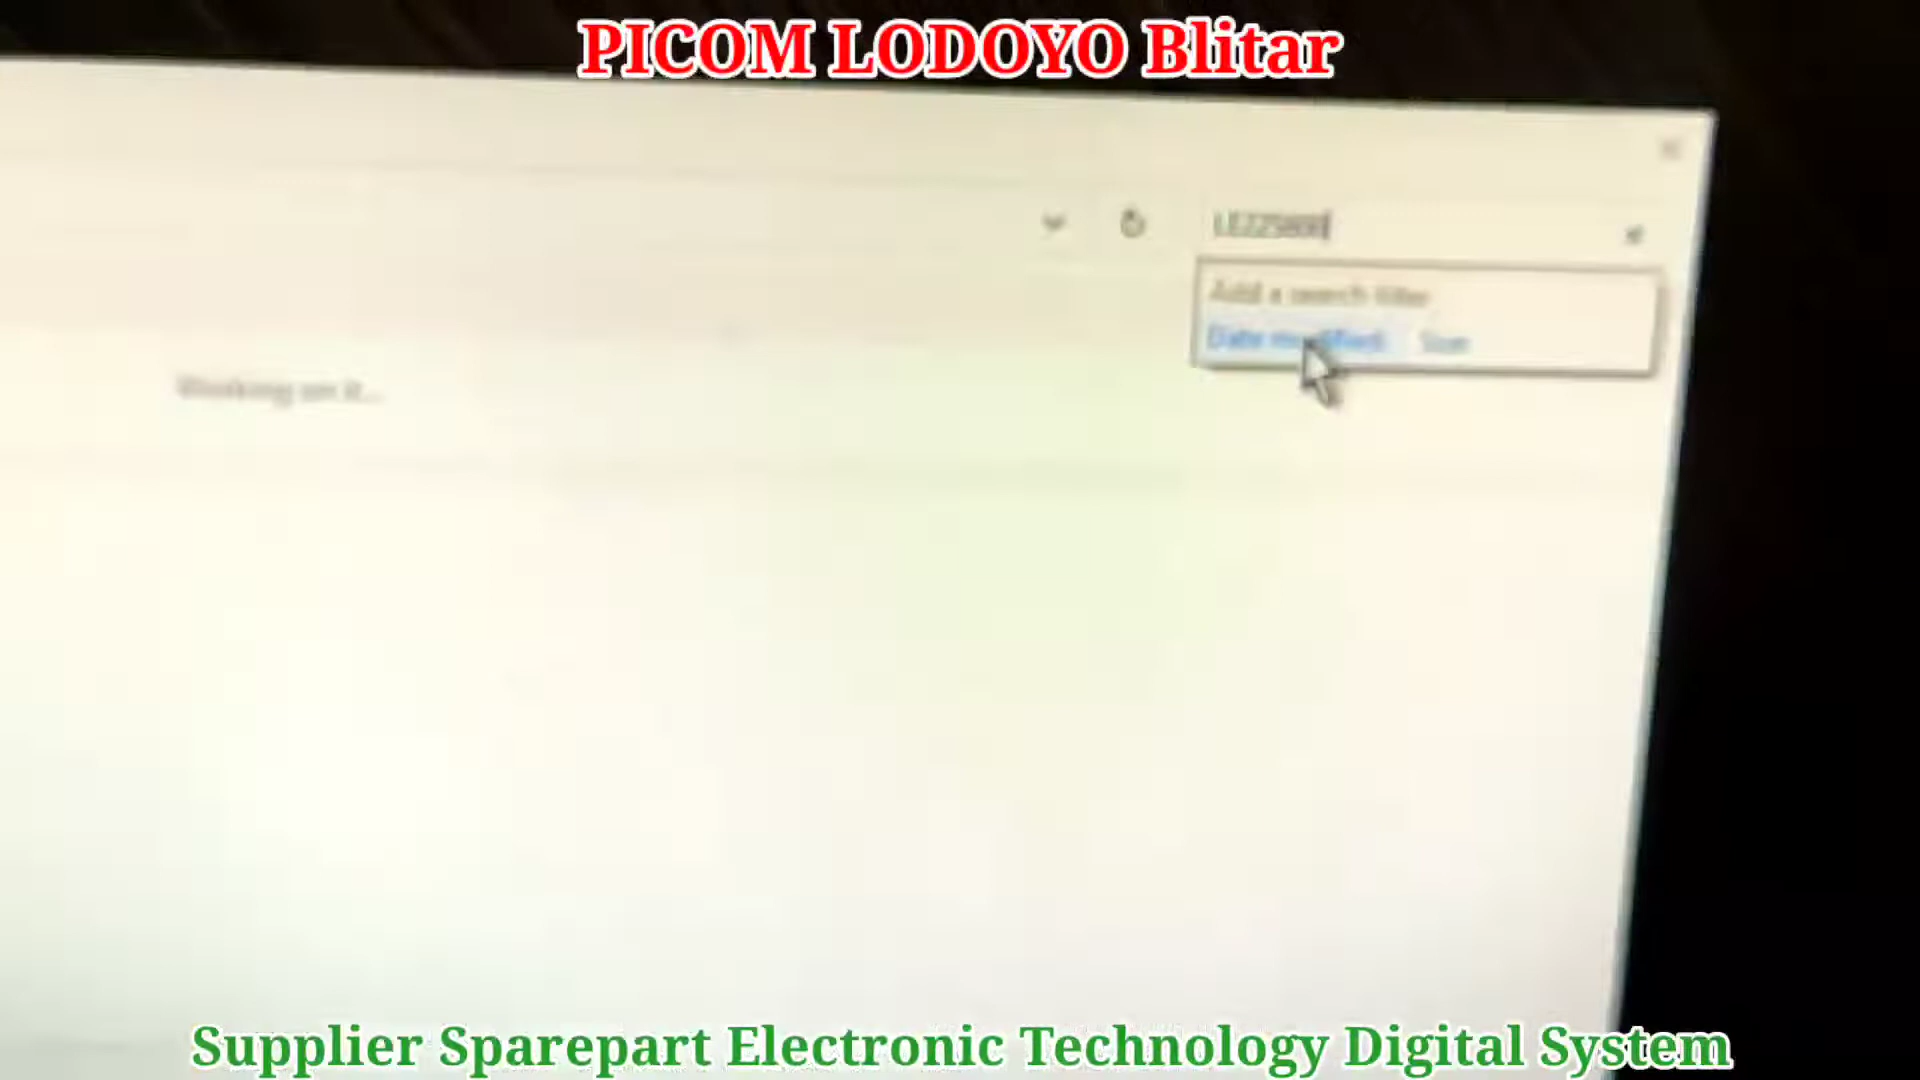 PICOM LODOYO Blitar
Add a search filter
Date modified Size
Working on it...
Supplier Sparepart Electronic Technology Digital System